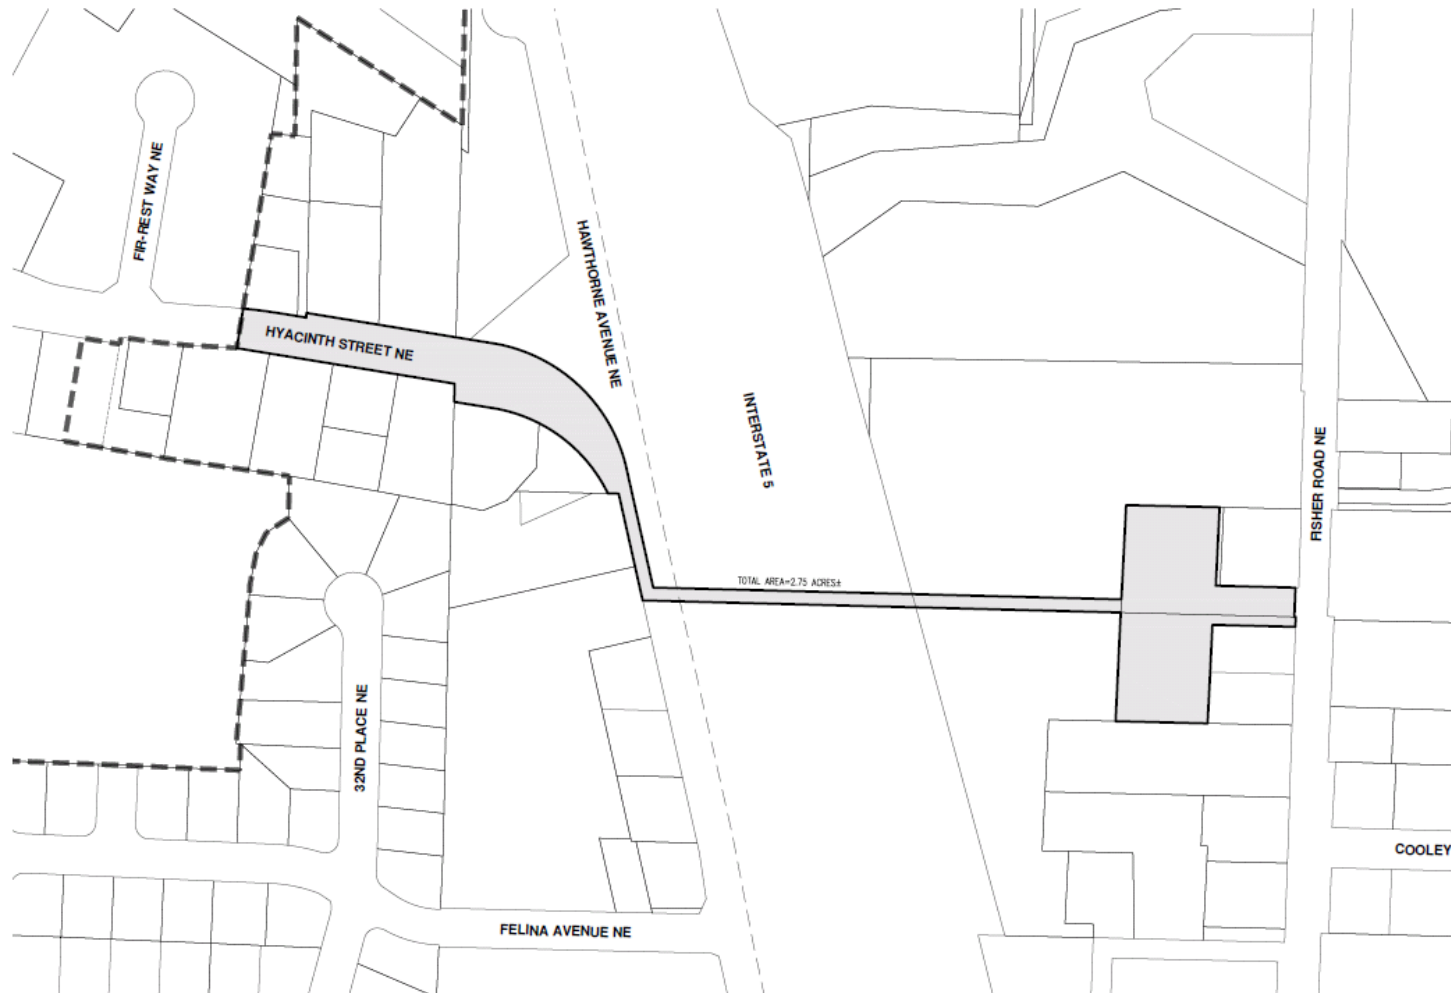 FIR-REST WAY NE
HAWTHORNE AVENUE NE
HYACINTH STREET NE
INTERSTATE 5
FISHER ROAD NE
TOTAL AREA=2.75 ACRES±
32ND PLACE NE
COOLEY
FELINA AVENUE NE